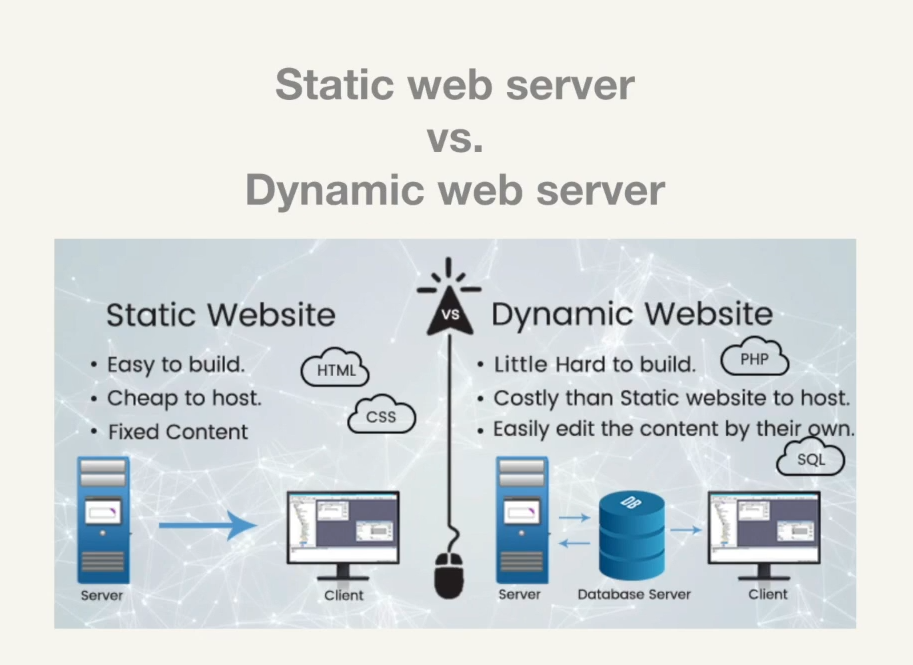 Static web server
vs.
Dynamic web server
Static Website
• Easy to build.
• Cheap to host.
• Fixed Content
HTML
CSS
Server
Client
VS
Dynamic Website
• Little Hard to build.
• Costly than Static website to host.
• Easily edit the content by their own.
PHP
SQL
DB
Server
Database Server
Client